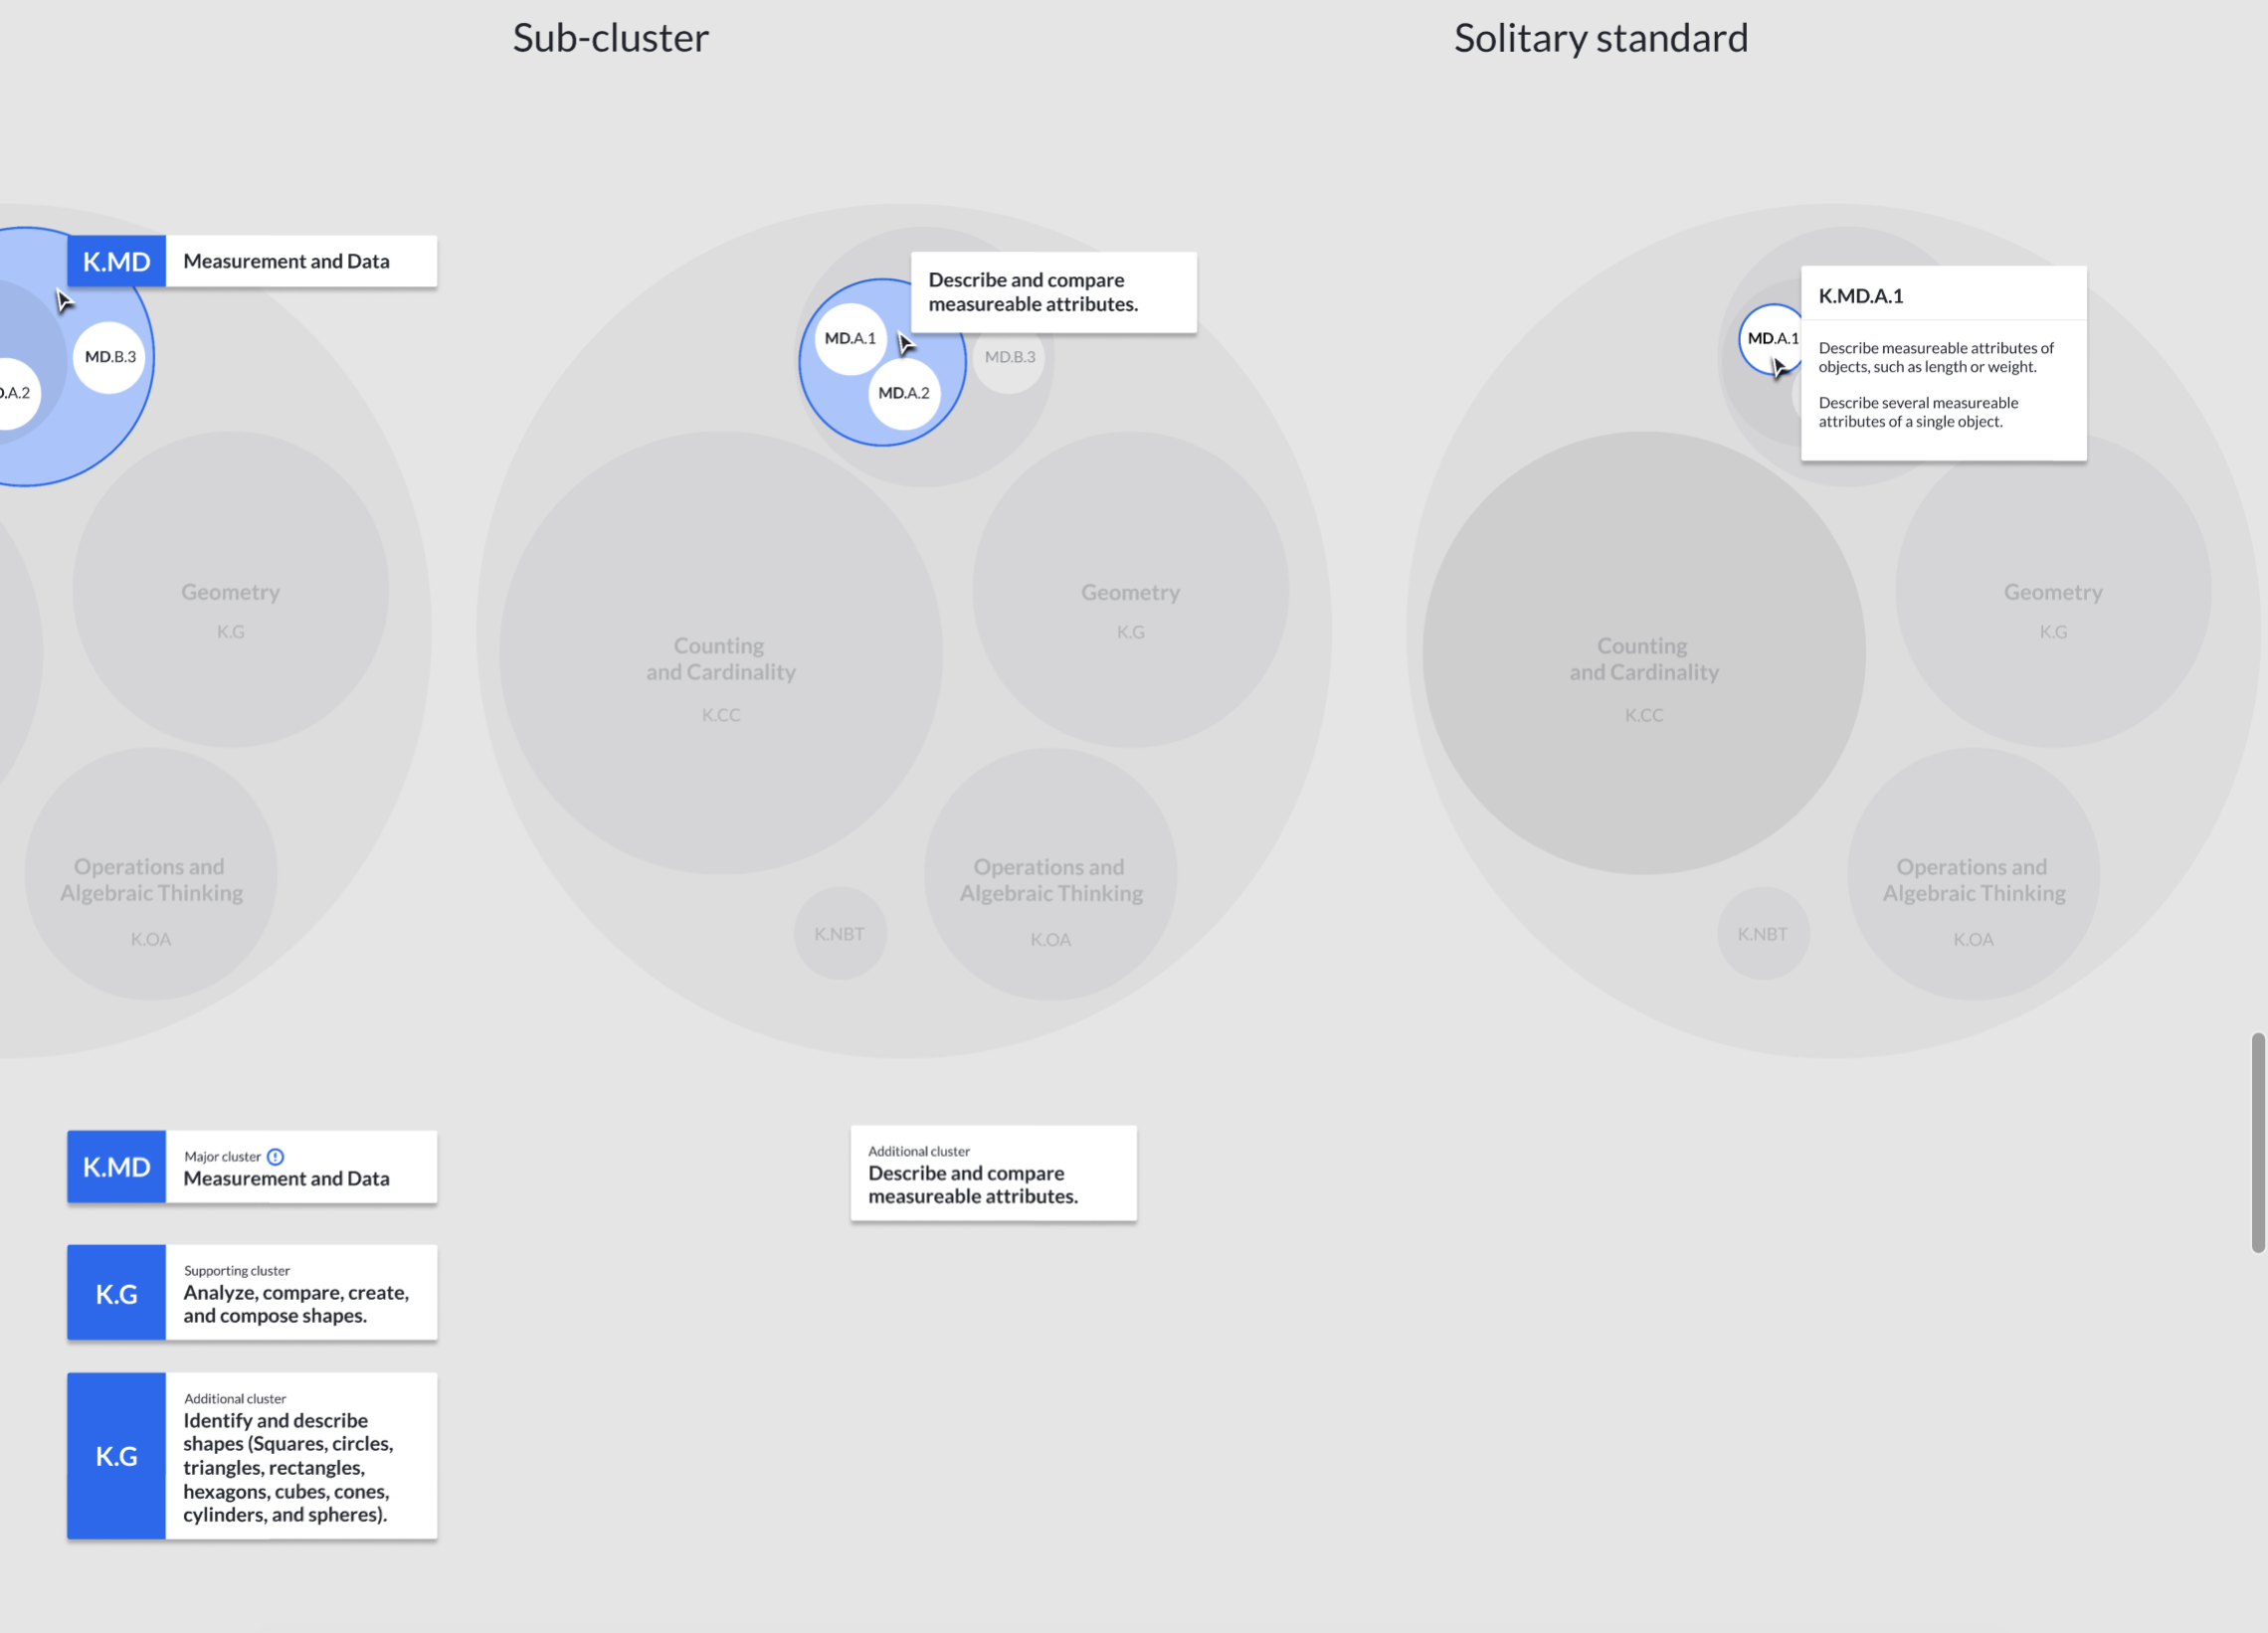 Sub-cluster
Solitary standard
K.MD
Measurement and Data
MD.B.3
.A.2
Geometry
K.G
Operations and
Algebraic Thinking
K.OA
Describe and compare
measureable attributes.
MD.A.1
MD.A.2
MD.B.3
Counting
and Cardinality
K.CC
Geometry
K.G
Operations and
Algebraic Thinking
K.OA
K.NBT
K.MD.A.1
Describe measureable attributes of
objects, such as length or weight.
Describe several measureable
attributes of a single object.
MD.A.1
Counting
and Cardinality
K.CC
Geometry
K.G
Operations and
Algebraic Thinking
K.OA
K.NBT
K.MD
Major cluster
Measurement and Data
K.G
Supporting cluster
Analyze, compare, create,
and compose shapes.
K.G
Additional cluster
Identify and describe
shapes (Squares, circles,
triangles, rectangles,
hexagons, cubes, cones,
cylinders, and spheres).
Additional cluster
Describe and compare
measureable attributes.